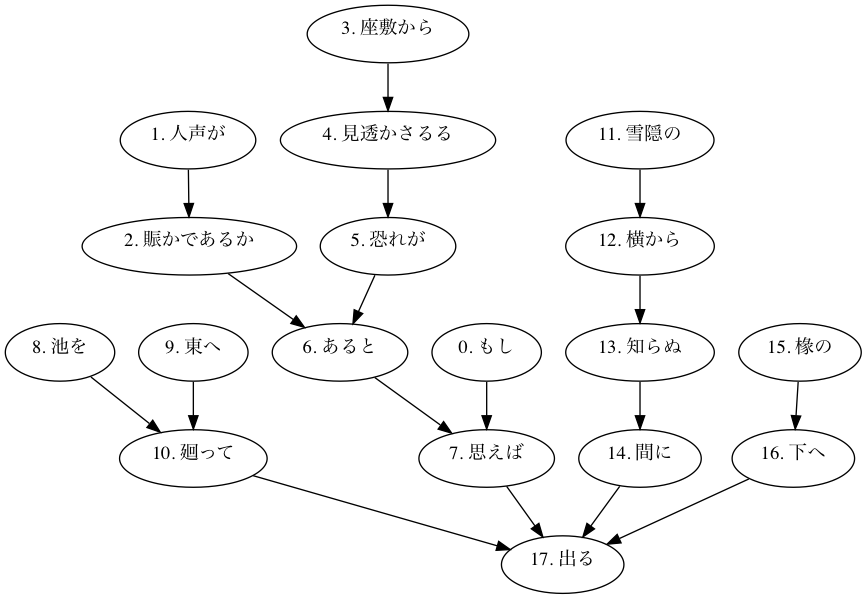 3. 座敷から
1. 人声が
4. 見透かさるる
11. 雪隠の
2. 賑かであるか
5. 恐れが
12. 横から
8. 池を
9. 東へ
6. あると
0. もし
13. 知らぬ
15. 椽の
10. 廻って
7. 思えば
14. 間に
16. 下へ
17. 出る